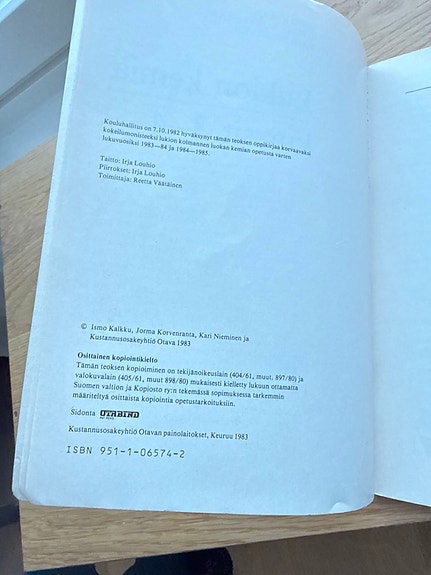 Kouluhallitus on 7.10.1982 hyväksynyt tämän teoksen oppikirjaa korvaavaksi
kokeilumonisteeksi lukion kolmannen luokan kemian opetusta varten
lukuvuosiksi 1983—84 ja 1984—1985.
Taitto: Irja Louhio
Piirrokset: Irja Louhio
Toimittaja: Reetta Väätäinen
© Ismo Kalkku, Jorma Korvenranta, Kari Nieminen ja
Kustannusosakeyhtiö Otava 1983
Osittainen kopiointikielto
Tämän teoksen kopioiminen on tekijänoikeuslain (404/61, muut. 897/80) ja
valokuvalain (405/61, muut 898/80) mukaisesti kielletty lukuun ottamatta
Suomen valtion ja Kopiosto ry:n tekemässä sopimuksessa tarkemmin
määriteltyä osittaista kopiointia opetustarkoituksiin.
Sidonta OTABIND
Kustannusosakeyhtiö Otavan painolaitokset, Keuruu 1983
ISBN 951-1-06574-2